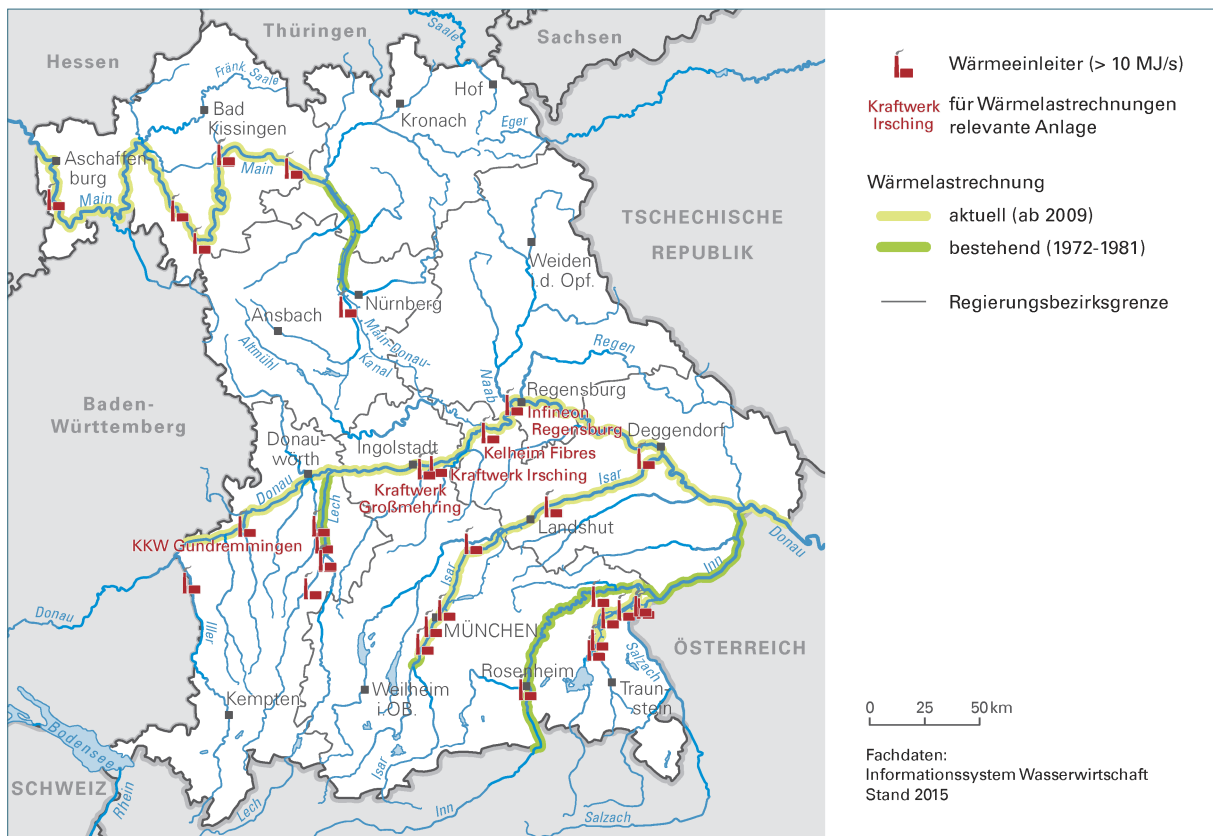 Thüringen
Saale
Sachsen
Hessen
Fränk. Saale
Hof
Bad
Kissingen
Kronach
Eger
Aschaffen
burg
Main
Main
TSCHECHISCHE
REPUBLIK
Weiden
i.d. Opf.
Nürnberg
Ansbach
Altmühl
Main-Donau-
Kanal
Naab
Regen
Baden-
Württemberg
Regensburg
Infineon
Regensburg
Deggendorf
Donau-
wörth
Ingolstadt
Kelheim Fibres
Kraftwerk Irsching
Kraftwerk
Großmehring
Donau
Lech
Isar
Landshut
KKW Gundremmingen
Donau
Isar
Inn
Donau
Iller
MÜNCHEN
ÖSTERREICH
Salzach
Rosenheim
Weilheim
i.OB.
Traun-
stein
Kempten
Bodensee
SCHWEIZ
Rhein
Lech
Isar
Inn
Salzach
Wärmeeinleiter (> 10 MJ/s)
Kraftwerk
Irsching
für Wärmelastrechnungen
relevante Anlage
Wärmelastrechnung
aktuell (ab 2009)
bestehend (1972-1981)
Regierungsbezirksgrenze
0 25 50 km
Fachdaten:
Informationssystem Wasserwirtschaft
Stand 2015